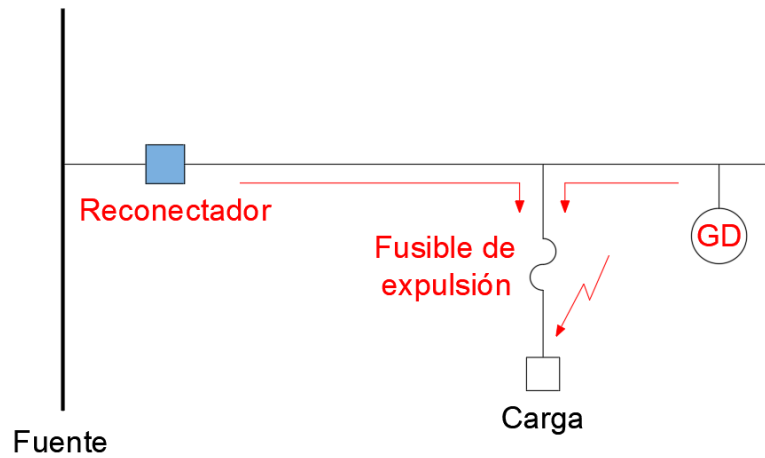 Reconectador
GD
Fusible de
expulsión
Carga
Fuente